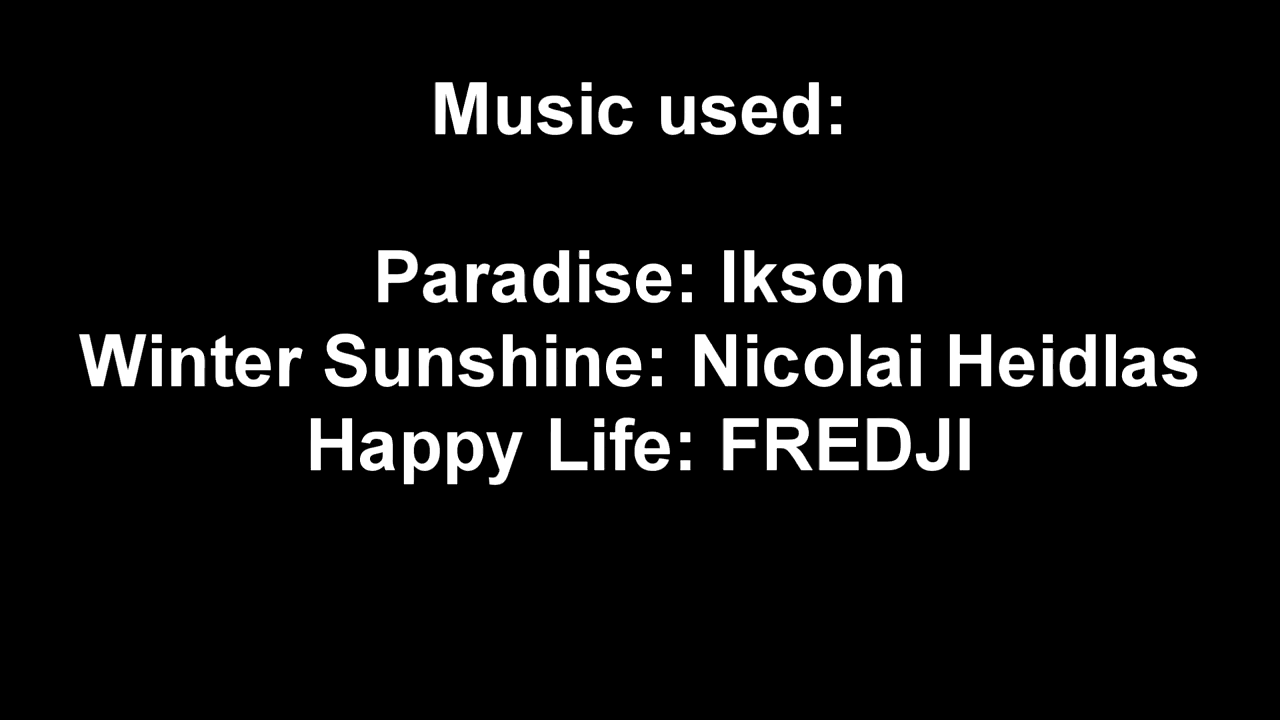 Music used:
Paradise: Ikson
Winter Sunshine: Nicolai Heidlas
Happy Life: FREDJI